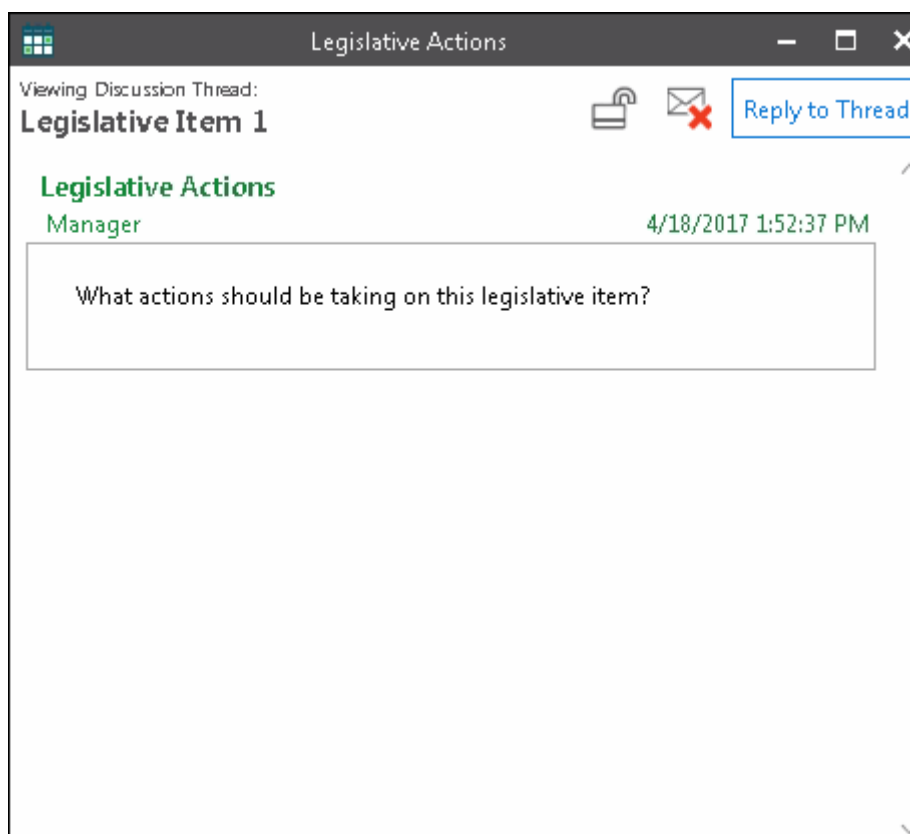 Legislative Actions
Viewing Discussion Thread:
Legislative Item 1
Reply to Thread
Legislative Actions
Manager 4/18/2017 1:52:37 PM
What actions should be taking on this legislative item?